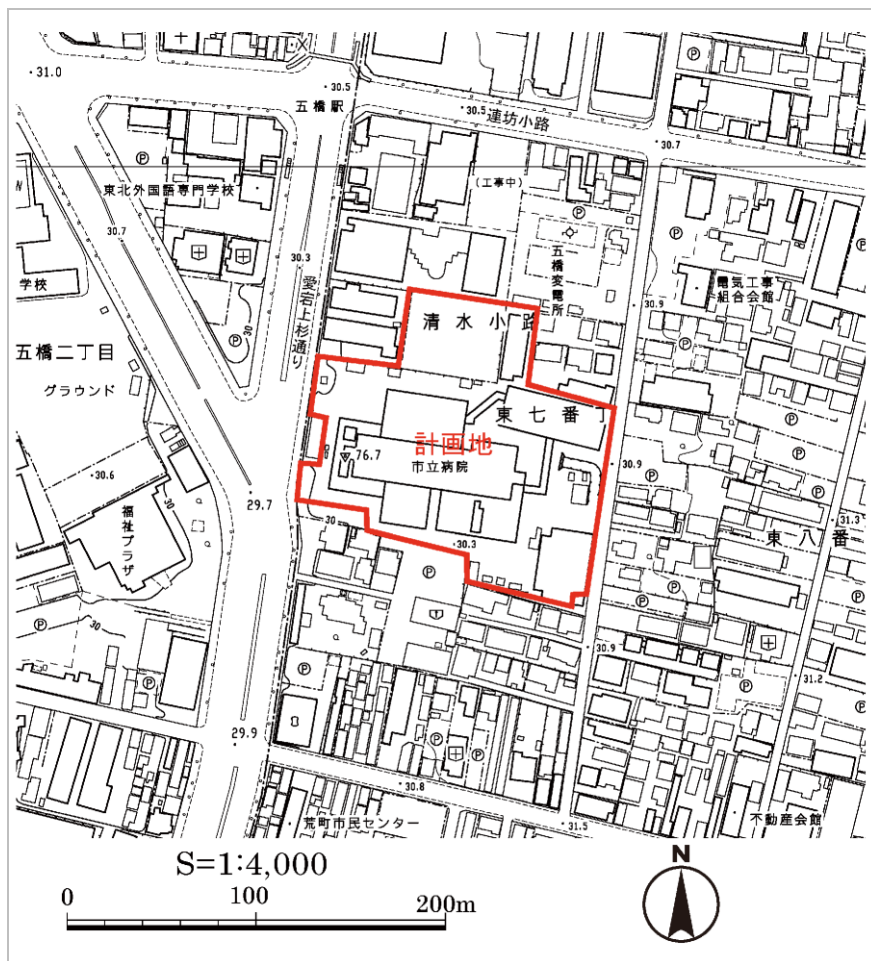 31.0
30.5
五橋駅
30.5
連坊小路
30.7
東北外国語専門学校
(工事中)
30.7
30.3
愛宕上杉通り
五橋変電所
電気工事
組合会館
30.9
学校
30
清水小路
五橋二丁目
グラウンド
東七番丁
計画地
76.7
市立病院
30.9
30.6
29.7
30
30
30.3
31.3
福祉プラザ
東八番
30
30.9
31.2
29.9
30.8
荒町市民センター
31.5
不動産会館
S=1:4,000
0
100
200m
N